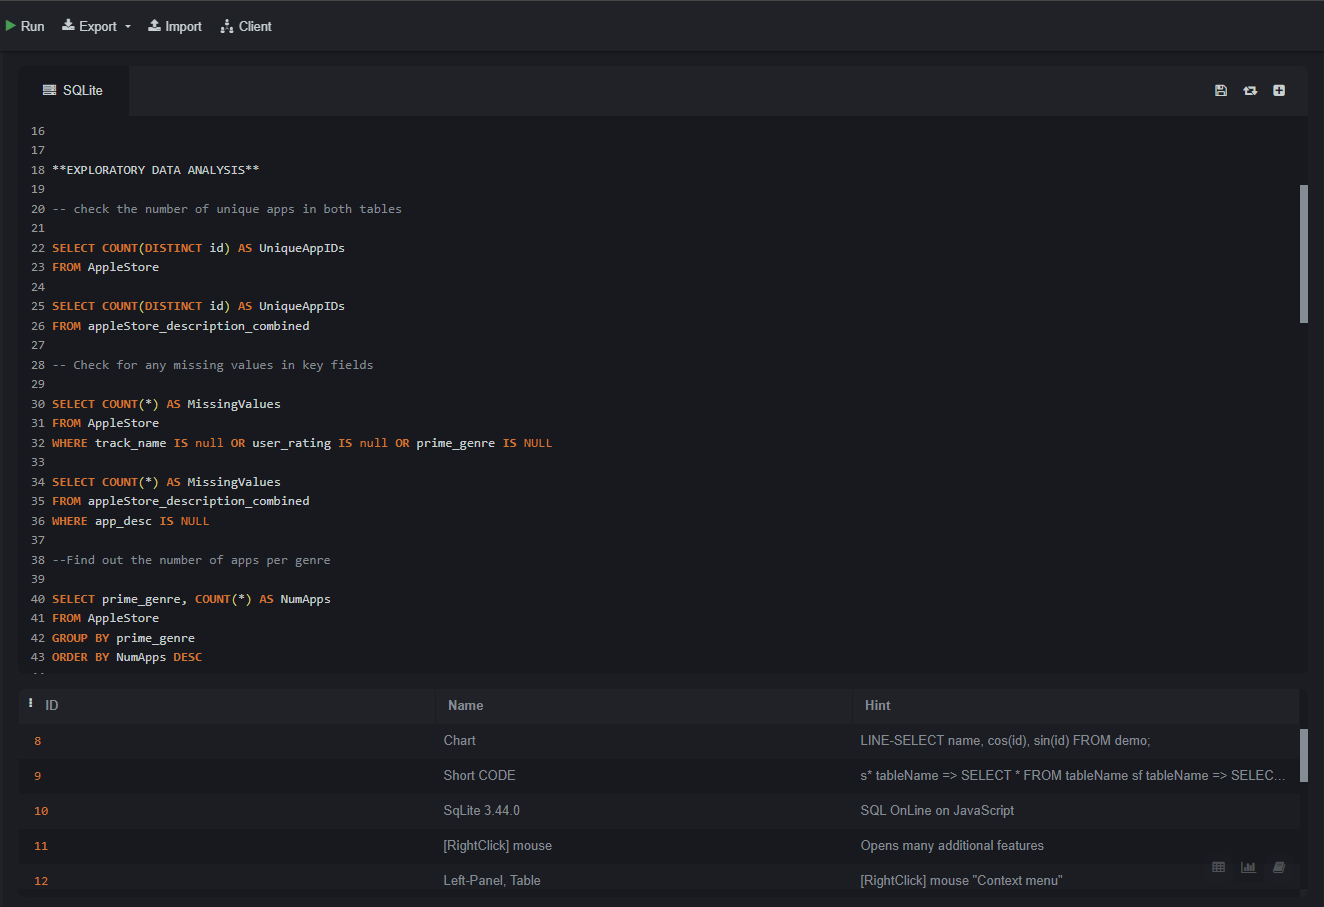 Run Export Import Client
SQLite
16
17
18 **EXPLORATORY DATA ANALYSIS**
19
20 -- check the number of unique apps in both tables
21
22 SELECT COUNT(DISTINCT id) AS UniqueAppIDs
23 FROM AppleStore
24
25 SELECT COUNT(DISTINCT id) AS UniqueAppIDs
26 FROM appleStore_description_combined
27
28 -- Check for any missing values in key fields
29
30 SELECT COUNT(*) AS MissingValues
31 FROM AppleStore
32 WHERE track_name IS null OR user_rating IS null OR prime_genre IS NULL
33
34 SELECT COUNT(*) AS MissingValues
35 FROM appleStore_description_combined
36 WHERE app_desc IS NULL
37
38 --Find out the number of apps per genre
39
40 SELECT prime_genre, COUNT(*) AS NumApps
41 FROM AppleStore
42 GROUP BY prime_genre
43 ORDER BY NumApps DESC
ID Name Hint
8 Chart LINE-SELECT name, cos(id), sin(id) FROM demo;
9 Short CODE s* tableName => SELECT * FROM tableName sf tableName => SELEC...
10 SqLite 3.44.0 SQL OnLine on JavaScript
11 [RightClick] mouse Opens many additional features
12 Left-Panel, Table [RightClick] mouse "Context menu"